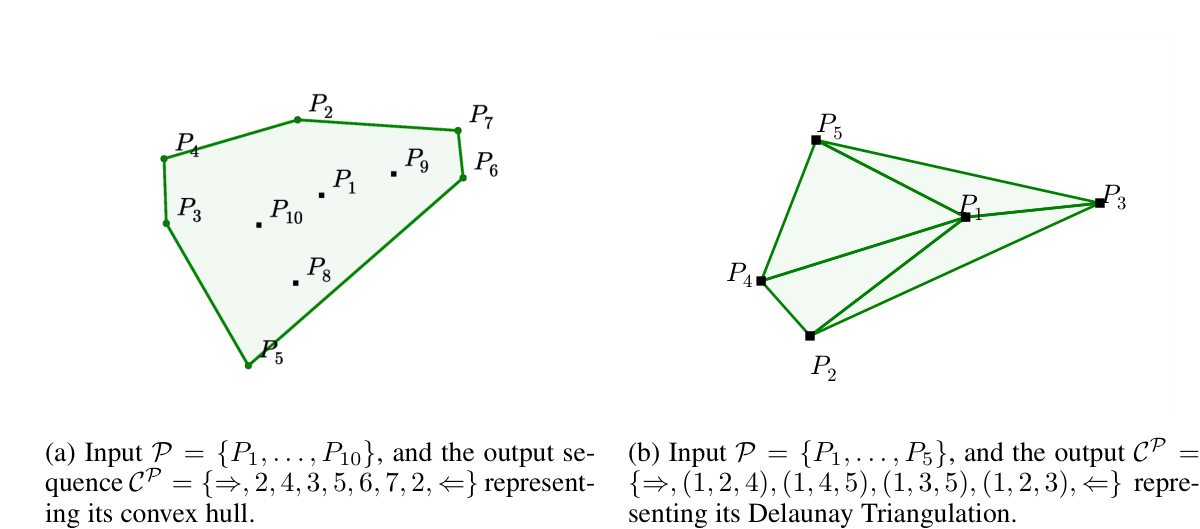 P₂
P₇
P₄
P₉
P₆
P₁
P₃
P₁₀
P₈
P₅
P₅
P₃
P₁
P₄
P₂
(a) Input 𝒫 = {P₁, . . . , P₁₀}, and the output se-
quence 𝒞^𝒫 = {⇒, 2, 4, 3, 5, 6, 7, 2, ⇐} represent-
ing its convex hull.
(b) Input 𝒫 = {P₁, . . . , P₅}, and the output 𝒞^𝒫 =
{⇒, (1, 2, 4), (1, 4, 5), (1, 3, 5), (1, 2, 3), ⇐} repre-
senting its Delaunay Triangulation.